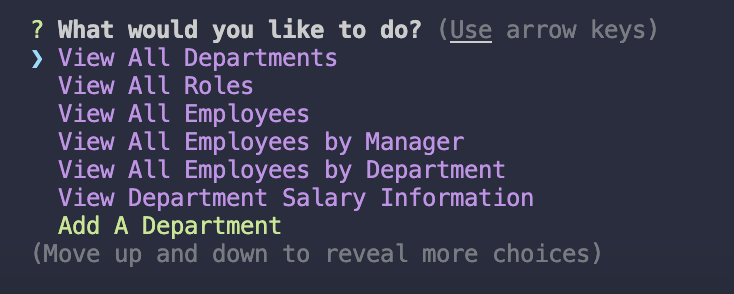 ? What would you like to do? (Use arrow keys)
❯ View All Departments
View All Roles
View All Employees
View All Employees by Manager
View All Employees by Department
View Department Salary Information
Add A Department
(Move up and down to reveal more choices)